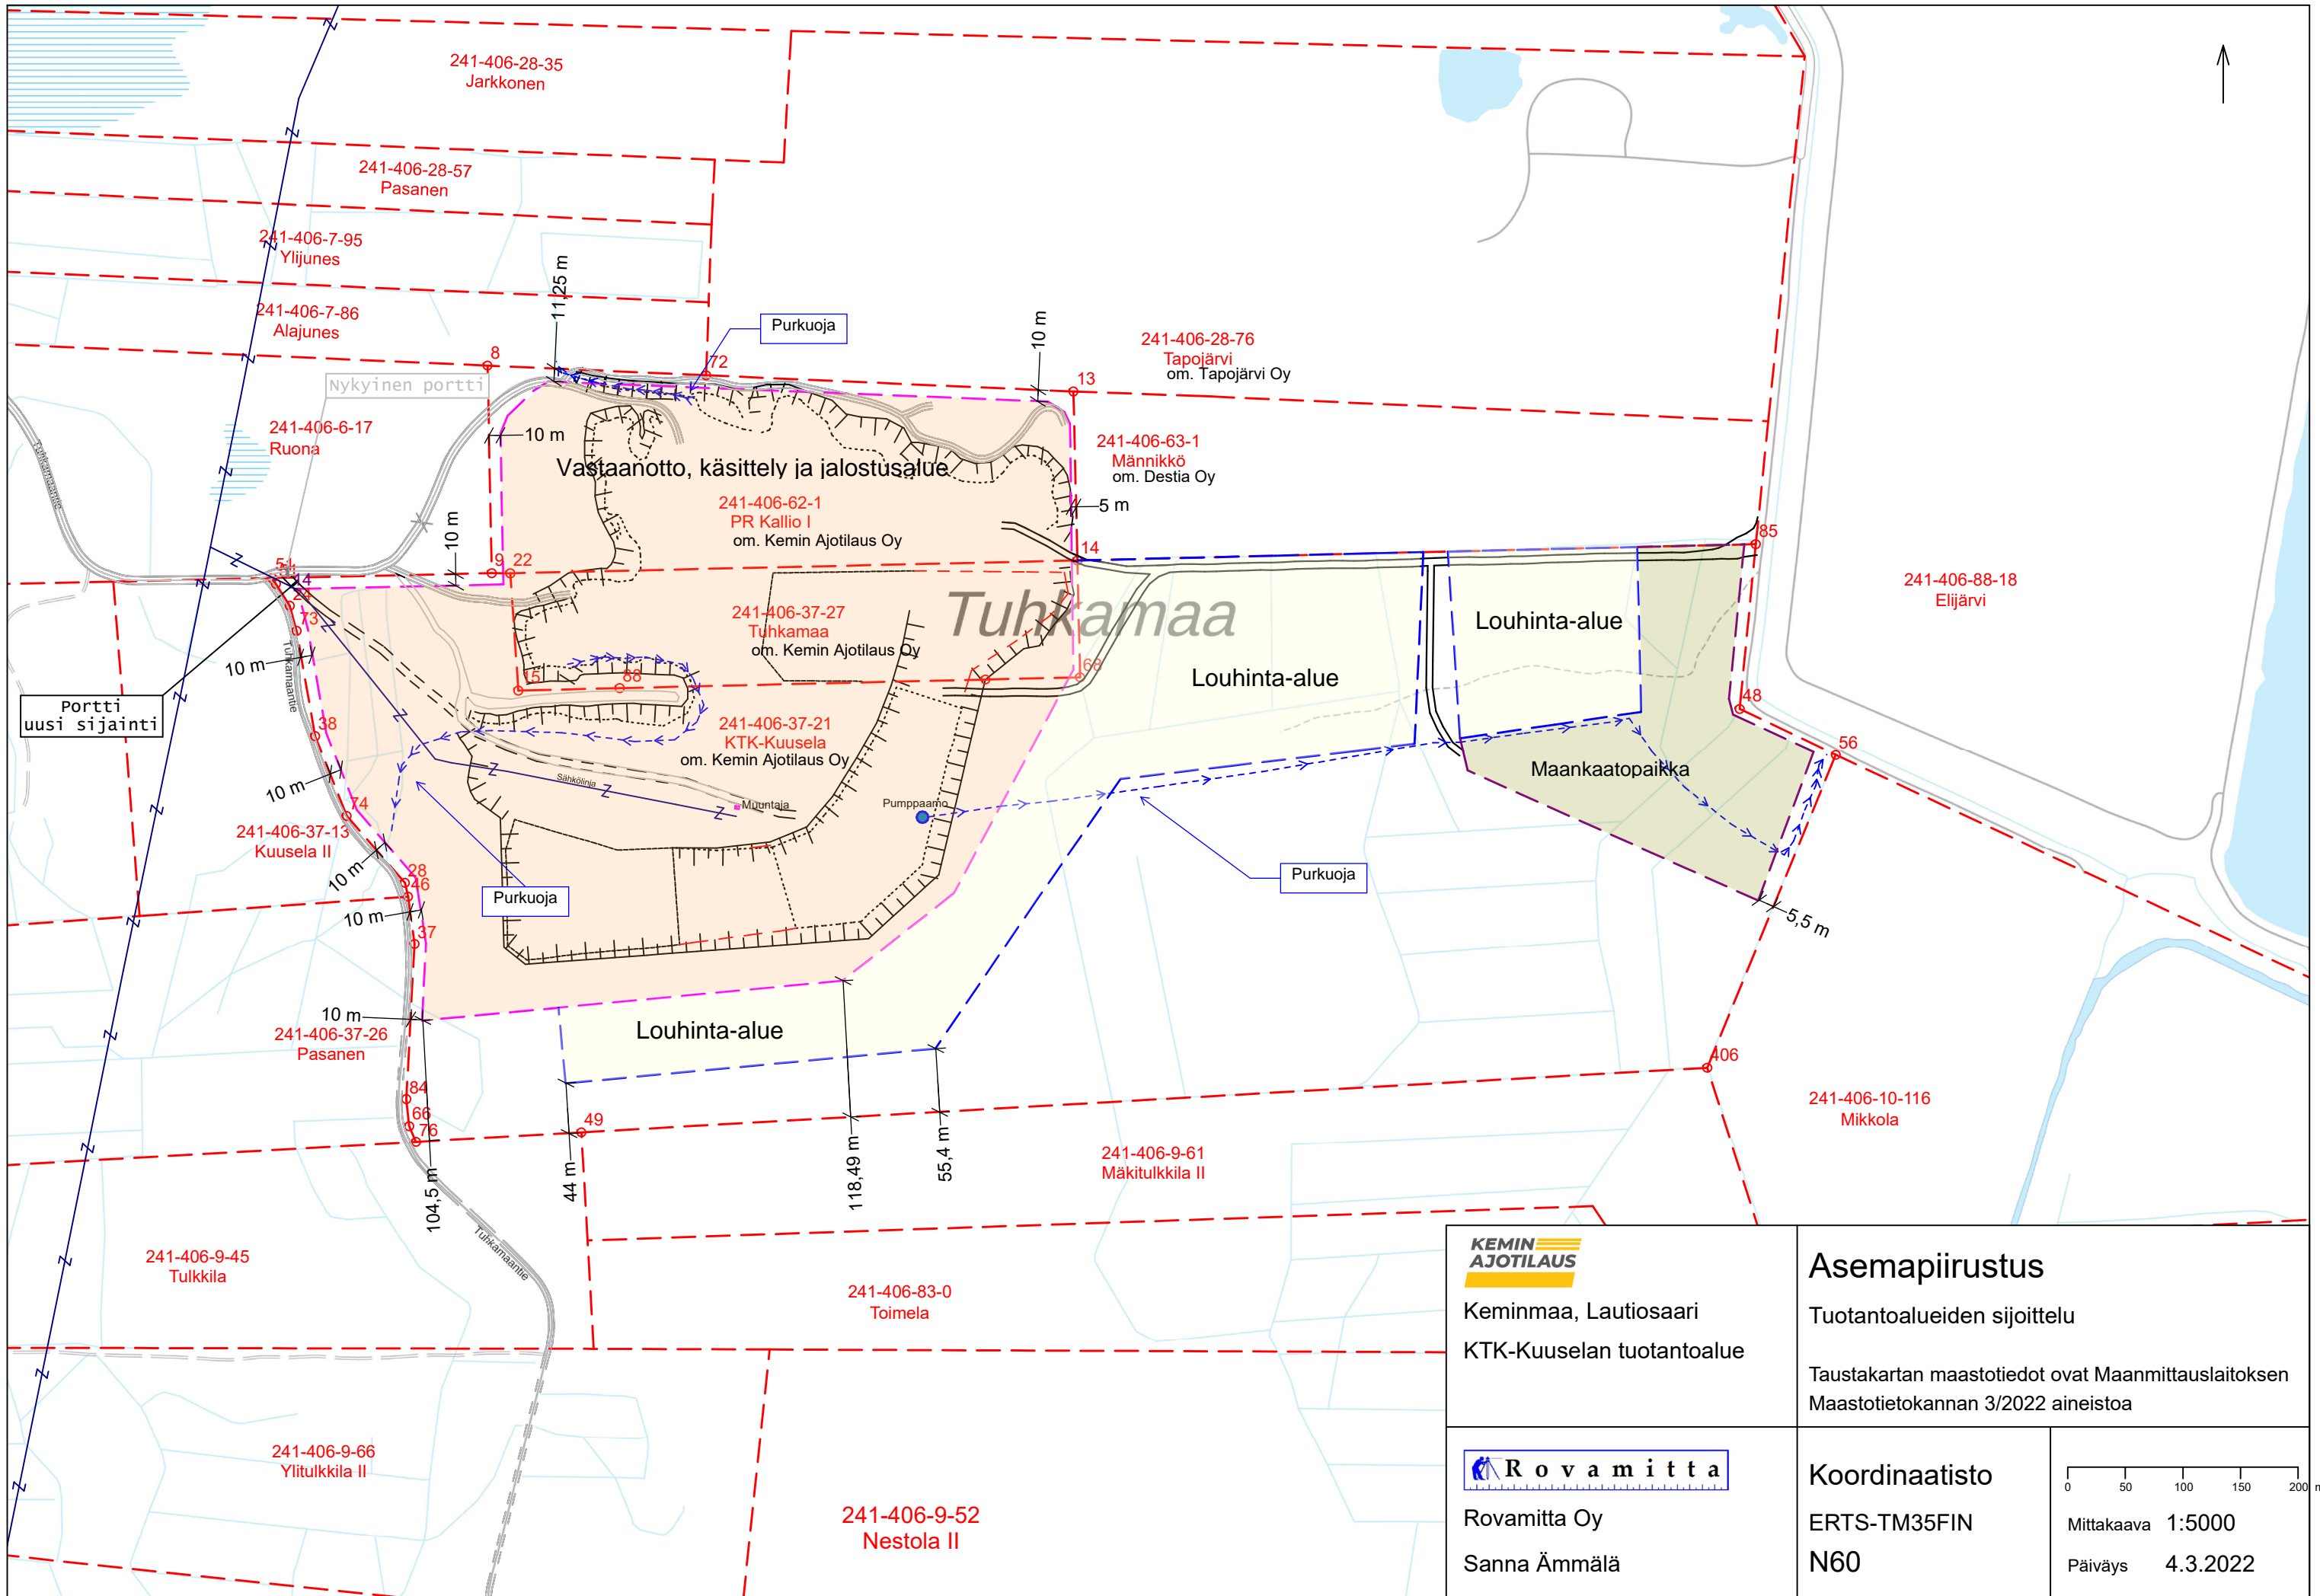 241-406-28-35
Jarkkonen
241-406-28-57
Pasanen
241-406-7-95
Ylijunes
241-406-7-86
Alajunes
11,25 m
Purkuoja
10 m
241-406-28-76
Tapojärvi
om. Tapojärvi Oy
8
72
13
Nykyinen portti
241-406-6-17
Ruona
10 m
Vastaanotto, käsittely ja jalostusalue
241-406-63-1
Männikkö
om. Destia Oy
241-406-62-1
PR Kallio I
om. Kemin Ajotilaus Oy
5 m
Tuhkamaantie
10 m
9
22
14
85
51
14
24
73
241-406-88-18
Elijärvi
241-406-37-27
Tuhkamaa
om. Kemin Ajotilaus Oy
Tuhkamaa
Louhinta-alue
Louhinta-alue
10 m
Tuhkamaantie
15
88
68
48
Portti
uusi sijainti
38
241-406-37-21
KTK-Kuusela
om. Kemin Ajotilaus Oy
56
Maankaatopaikka
10 m
Sähkölinja
Muuntaja
Pumppaamo
74
241-406-37-13
Kuusela II
10 m
28
46
Purkuoja
Purkuoja
10 m
5,5 m
37
10 m
241-406-37-26
Pasanen
Louhinta-alue
406
84
66
76
49
241-406-10-116
Mikkola
104,5 m
44 m
118,49 m
55,4 m
241-406-9-61
Mäkitulkkila II
Tuhkamaantie
241-406-9-45
Tulkkila
241-406-83-0
Toimela
241-406-9-66
Ylitulkkila II
241-406-9-52
Nestola II
KEMIN
AJOTILAUS
Keminmaa, Lautiosaari
KTK-Kuuselan tuotantoalue
Asemapiirustus
Tuotantoalueiden sijoittelu
Taustakartan maastotiedot ovat Maanmittauslaitoksen
Maastotietokannan 3/2022 aineistoa
Rovamitta
Rovamitta Oy
Sanna Ämmälä
Koordinaatisto
ERTS-TM35FIN
N60
0 50 100 150 200 m
Mittakaava 1:5000
Päiväys 4.3.2022